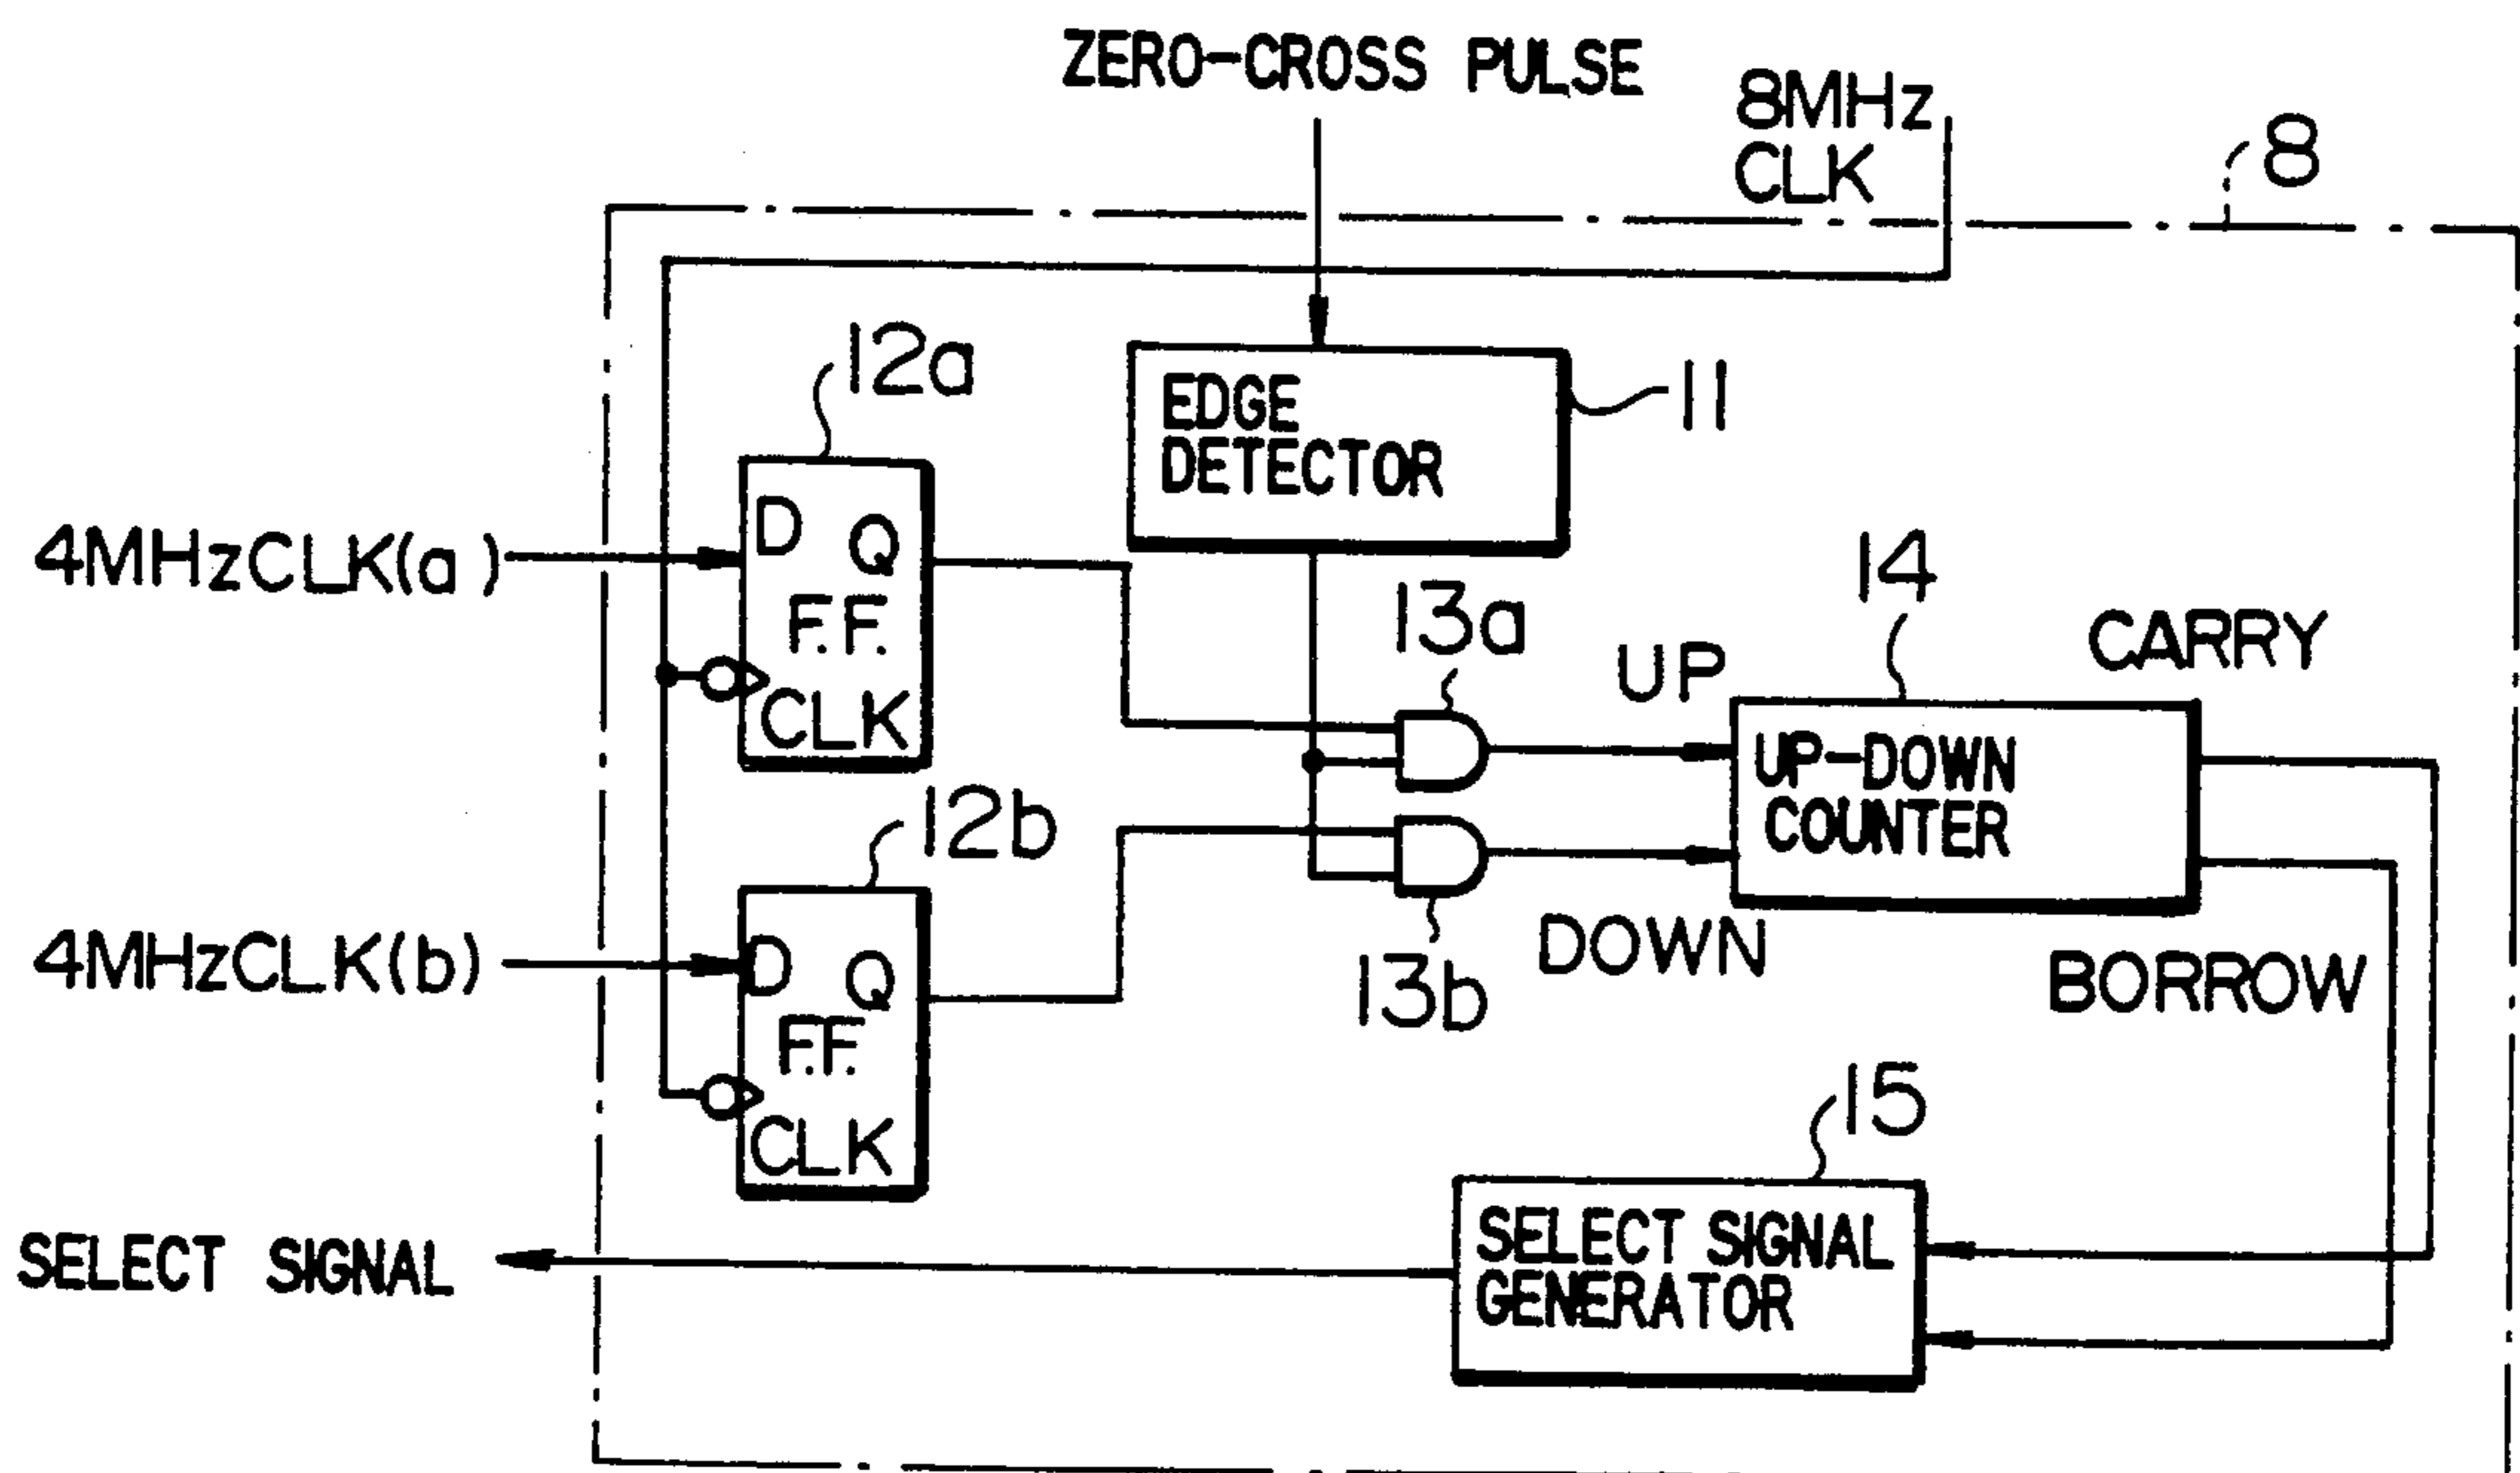 ZERO-CROSS PULSE
8MHz
CLK
8
12a
EDGE
DETECTOR
11
4MHzCLK(a)
D Q
F.F.
CLK
13a
UP
14
CARRY
UP-DOWN
COUNTER
12b
4MHzCLK(b)
D Q
F.F.
CLK
13b
DOWN
BORROW
15
SELECT SIGNAL
SELECT SIGNAL
GENERATOR